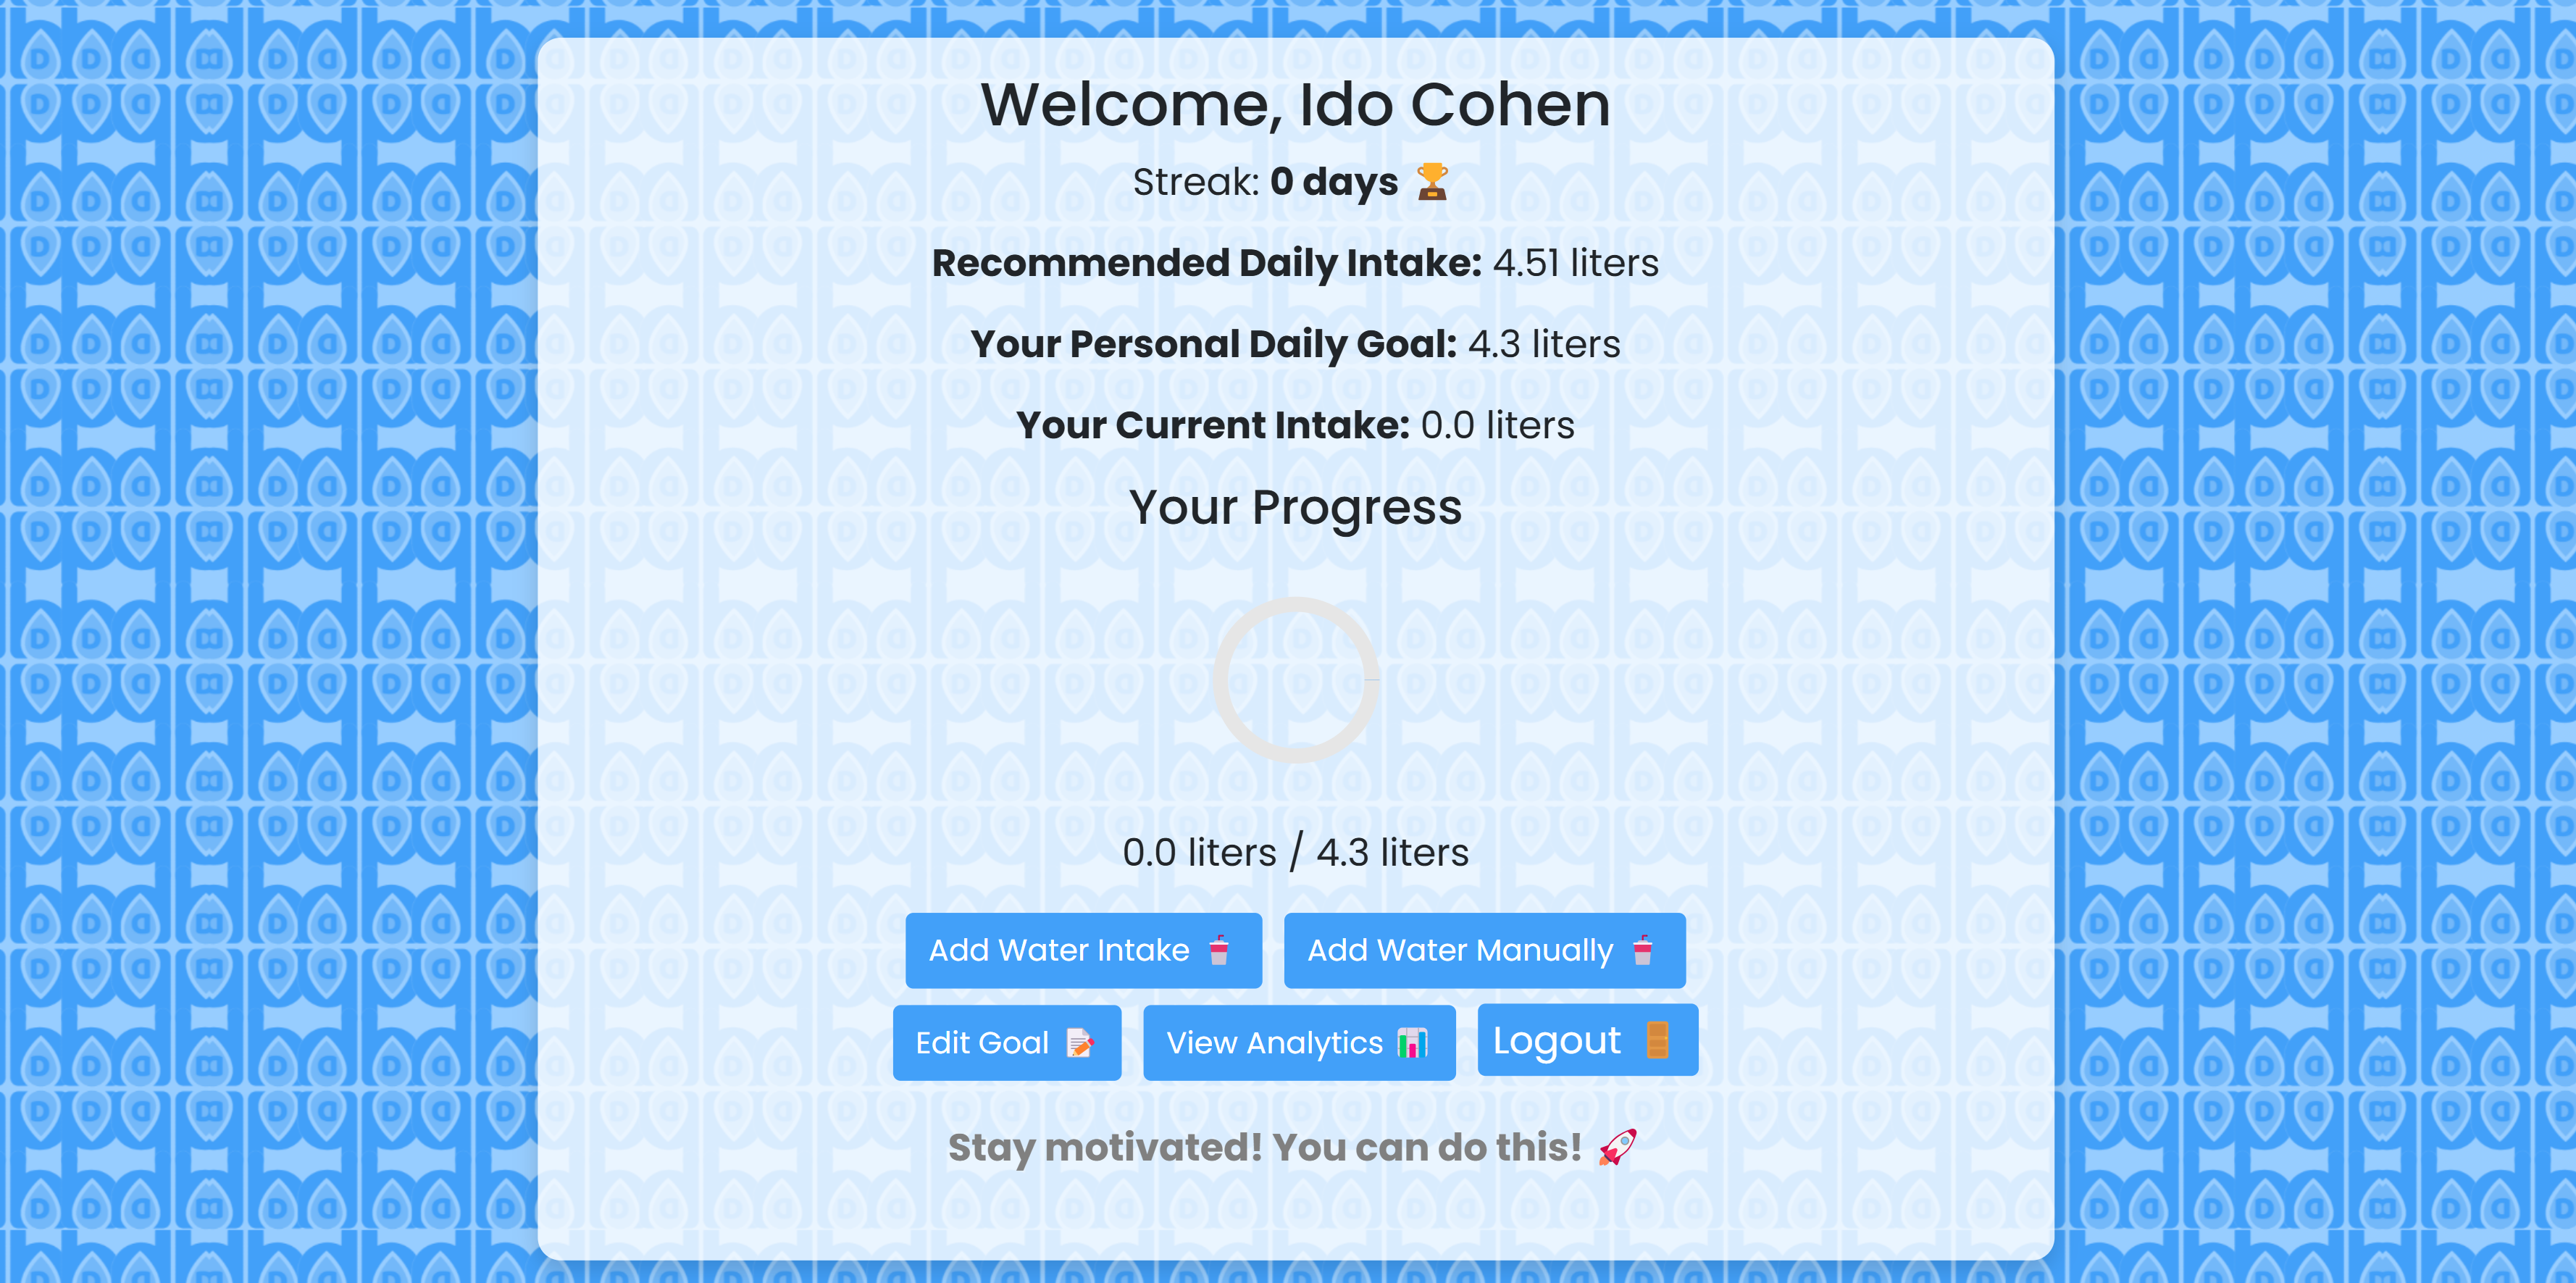 Welcome, Ido Cohen
Streak: 0 days 🏆
Recommended Daily Intake: 4.51 liters
Your Personal Daily Goal: 4.3 liters
Your Current Intake: 0.0 liters
Your Progress
0.0 liters / 4.3 liters
Add Water Intake 🥤 Add Water Manually 🥤
Edit Goal 📝 View Analytics 📊 Logout 🚪
Stay motivated! You can do this! 🚀